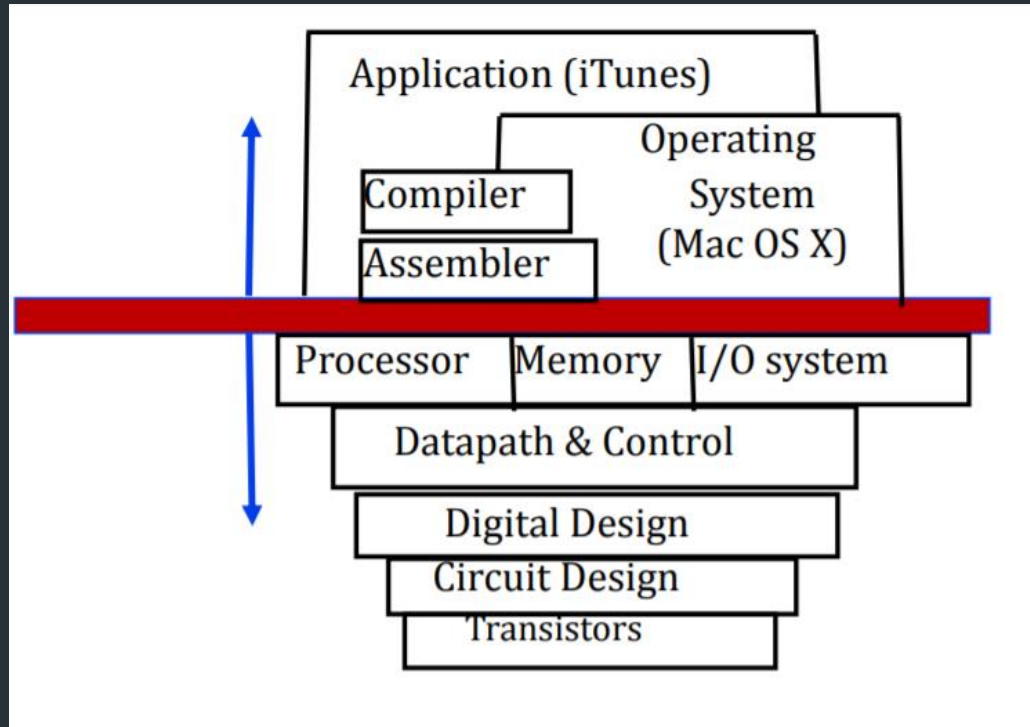 Application (iTunes)
Operating
System
(Mac OS X)
Compiler
Assembler
Processor
Memory
I/O system
Datapath & Control
Digital Design
Circuit Design
Transistors